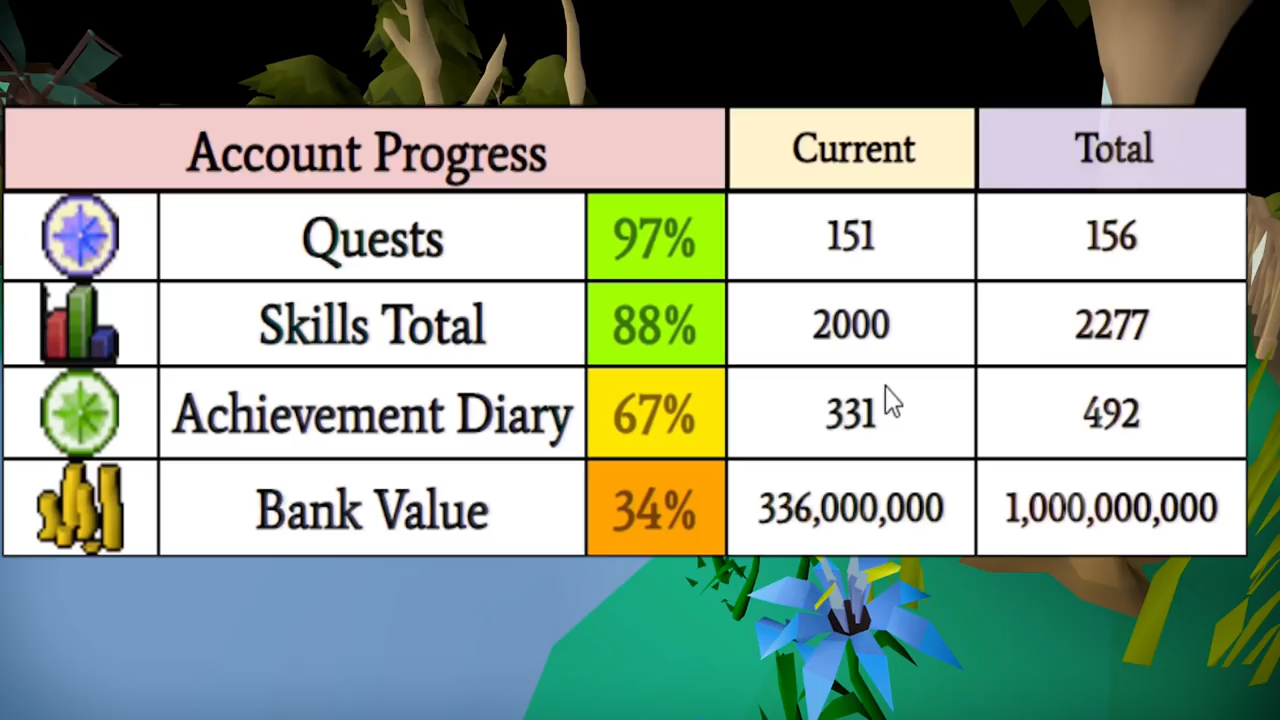 Account Progress Current Total
Quests 97% 151 156
Skills Total 88% 2000 2277
Achievement Diary 67% 331 492
Bank Value 34% 336,000,000 1,000,000,000